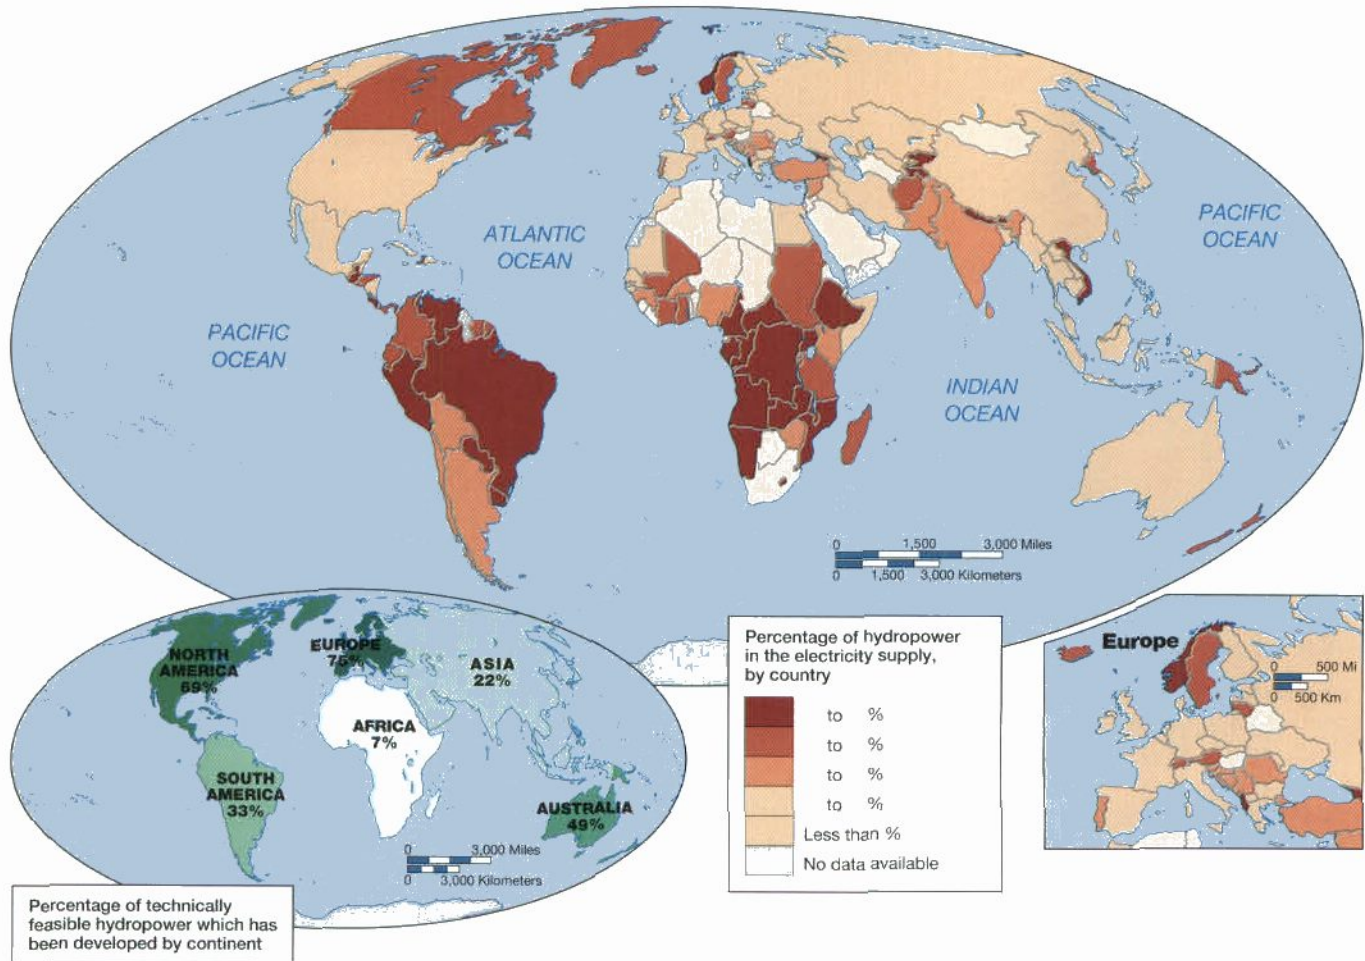 ATLANTIC
OCEAN
PACIFIC
OCEAN
PACIFIC
OCEAN
INDIAN
OCEAN
0 1,500 3,000 Miles
0 1,500 3,000 Kilometers
NORTH
AMERICA
69%
EUROPE
75%
ASIA
22%
AFRICA
7%
SOUTH
AMERICA
33%
AUSTRALIA
49%
0 3,000 Miles
0 3,000 Kilometers
Percentage of technically
feasible hydropower which has
been developed by continent
Percentage of hydropower
in the electricity supply,
by country
to %
to %
to %
to %
Less than %
No data available
Europe
0 500 Mi
0 500 Km